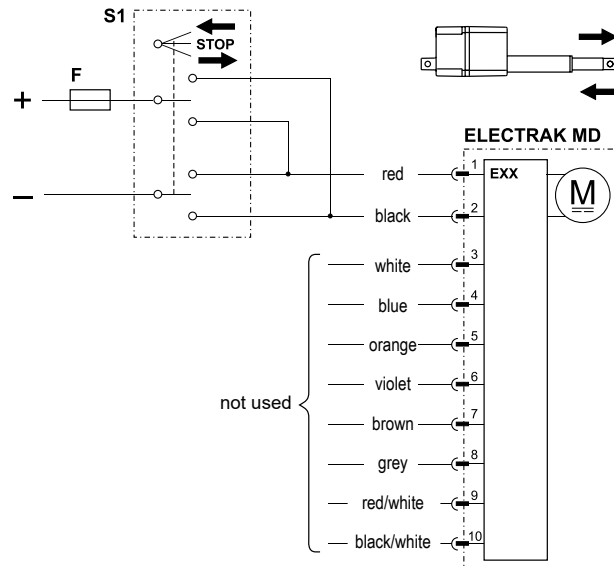 S1
STOP
F
+
–
ELECTRAK MD
red 1 EXX
M
black 2
white 3
blue 4
orange 5
violet 6
not used
brown 7
grey 8
red/white 9
black/white 10